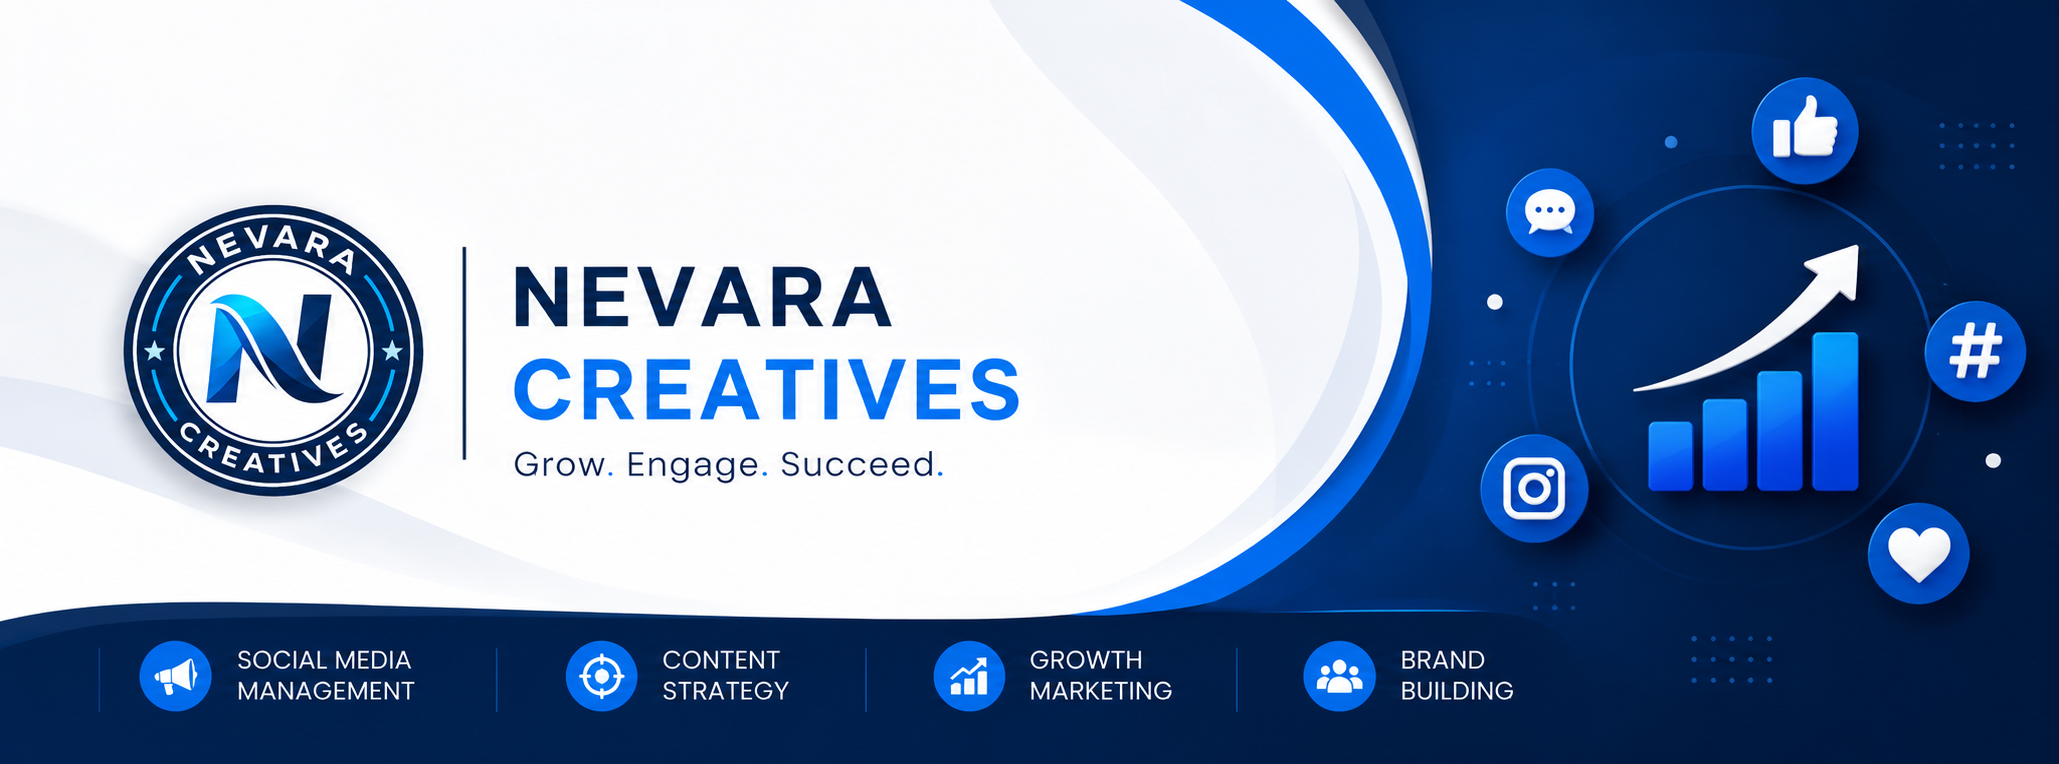 NEVARA
CREATIVES
NEVARA
CREATIVES
Grow. Engage. Succeed.
SOCIAL MEDIA
MANAGEMENT
CONTENT
STRATEGY
GROWTH
MARKETING
BRAND
BUILDING